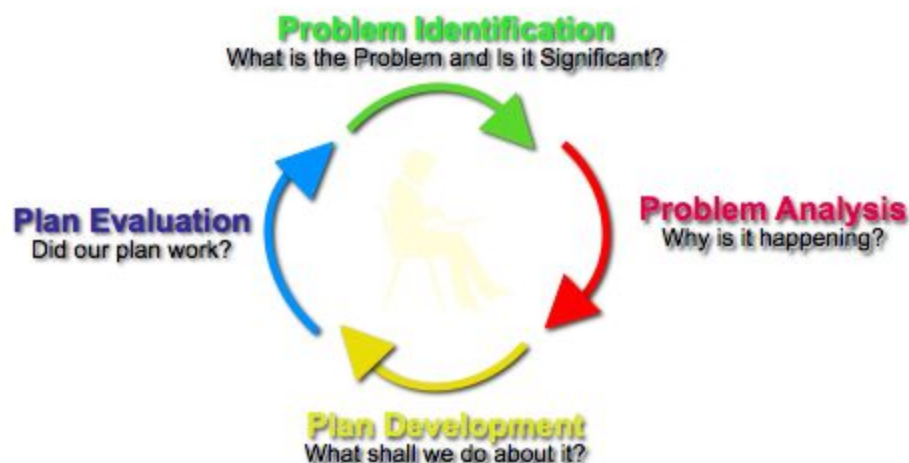 Problem Identification
What is the Problem and Is it Significant?
Problem Analysis
Why is it happening?
Plan Development
What shall we do about it?
Plan Evaluation
Did our plan work?